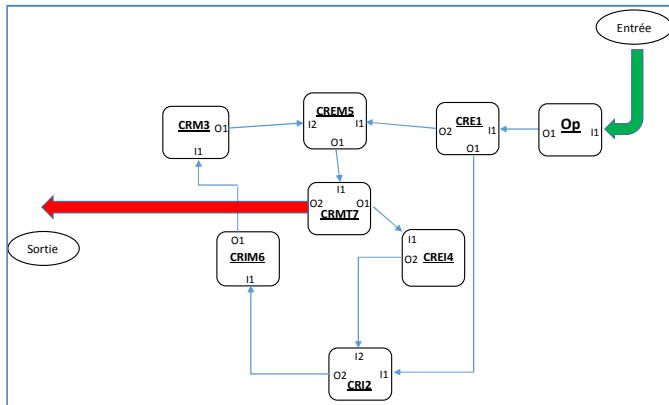 Entrée
CREM5
I2
I1
O1
CRM3
O1
I1
CRE1
O2
I1
O1
Op
O1
I1
I1
O2
O1
CRMT7
Sortie
O1
CRIM6
I1
I1
O2
CREI4
I2
O2
I1
CRI2